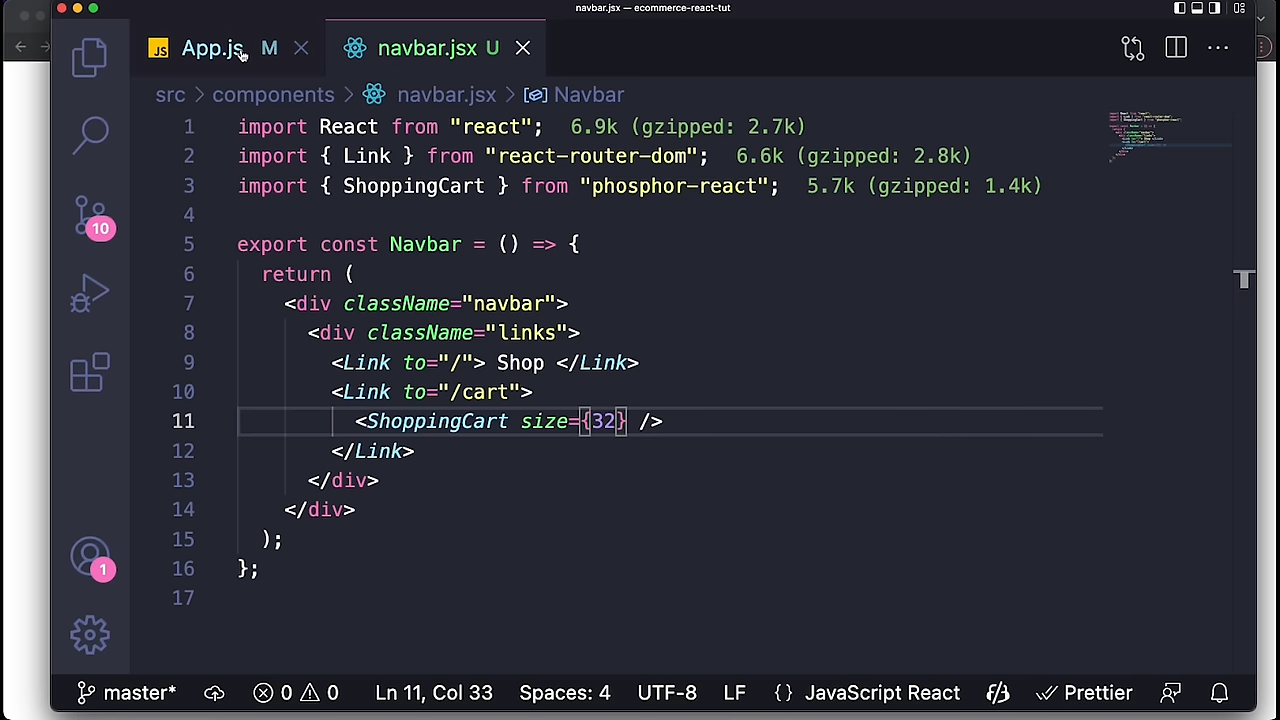 navbar.jsx — ecommerce-react-tut
JS App.js M
navbar.jsx U
src > components > navbar.jsx > Navbar
1 import React from "react"; 6.9k (gzipped: 2.7k)
2 import { Link } from "react-router-dom"; 6.6k (gzipped: 2.8k)
3 import { ShoppingCart } from "phosphor-react"; 5.7k (gzipped: 1.4k)
4
5 export const Navbar = () => {
6 return (
7 <div className="navbar">
8 <div className="links">
9 <Link to="/"> Shop </Link>
10 <Link to="/cart">
11 <ShoppingCart size={32} />
12 </Link>
13 </div>
14 </div>
15 );
16 };
17
10
1
master* 0 0 Ln 11, Col 33 Spaces: 4 UTF-8 LF {} JavaScript React Prettier